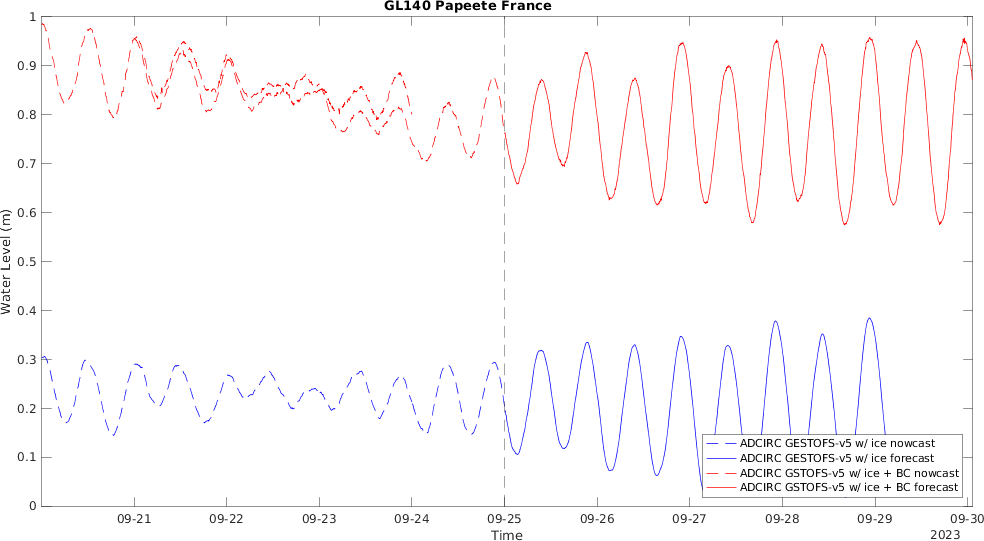 GL140 Papeete France
1
0.9
0.8
0.7
0.6
0.5
0.4
0.3
0.2
0.1
0
Water Level (m)
ADCIRC GESTOFS-v5 w/ ice nowcast
ADCIRC GESTOFS-v5 w/ ice forecast
ADCIRC GSTOFS-v5 w/ ice + BC nowcast
ADCIRC GSTOFS-v5 w/ ice + BC forecast
09-21 09-22 09-23 09-24 09-25 09-26 09-27 09-28 09-29 09-30
Time
2023